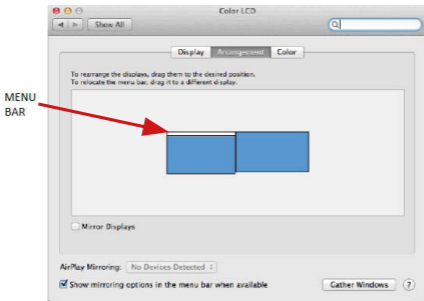 Color LCD
Show All
Display Arrangement Color
To rearrange the displays, drag them to the desired position.
To relocate the menu bar, drag it to a different display.
MENU
BAR
Mirror Displays
AirPlay Mirroring: No Devices Detected
Show mirroring options in the menu bar when available
Gather Windows ?